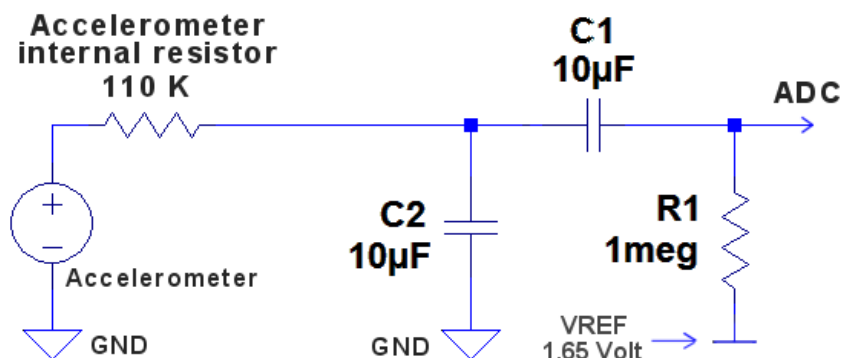 Accelerometer
internal resistor
110 K
C1
10µF
ADC
+
−
Accelerometer
GND
C2
10µF
GND
R1
1meg
VREF
1.65 Volt